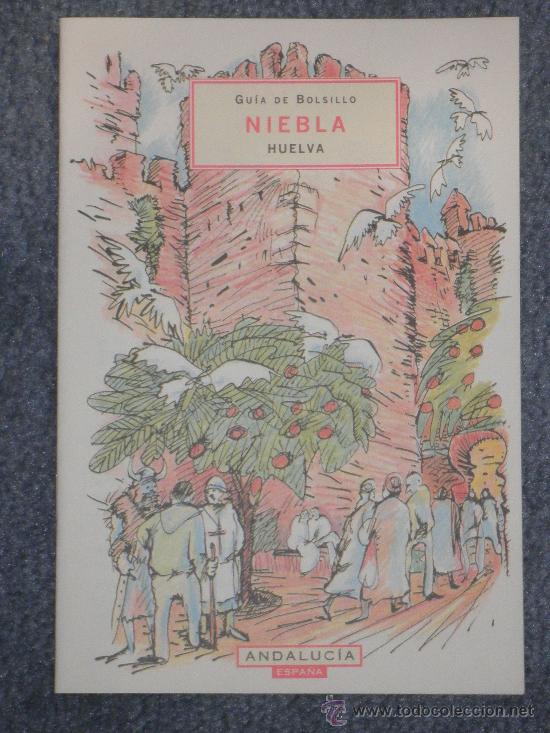 GUÍA DE BOLSILLO
NIEBLA
HUELVA
ANDALUCÍA
ESPAÑA
www.todocoleccion.net